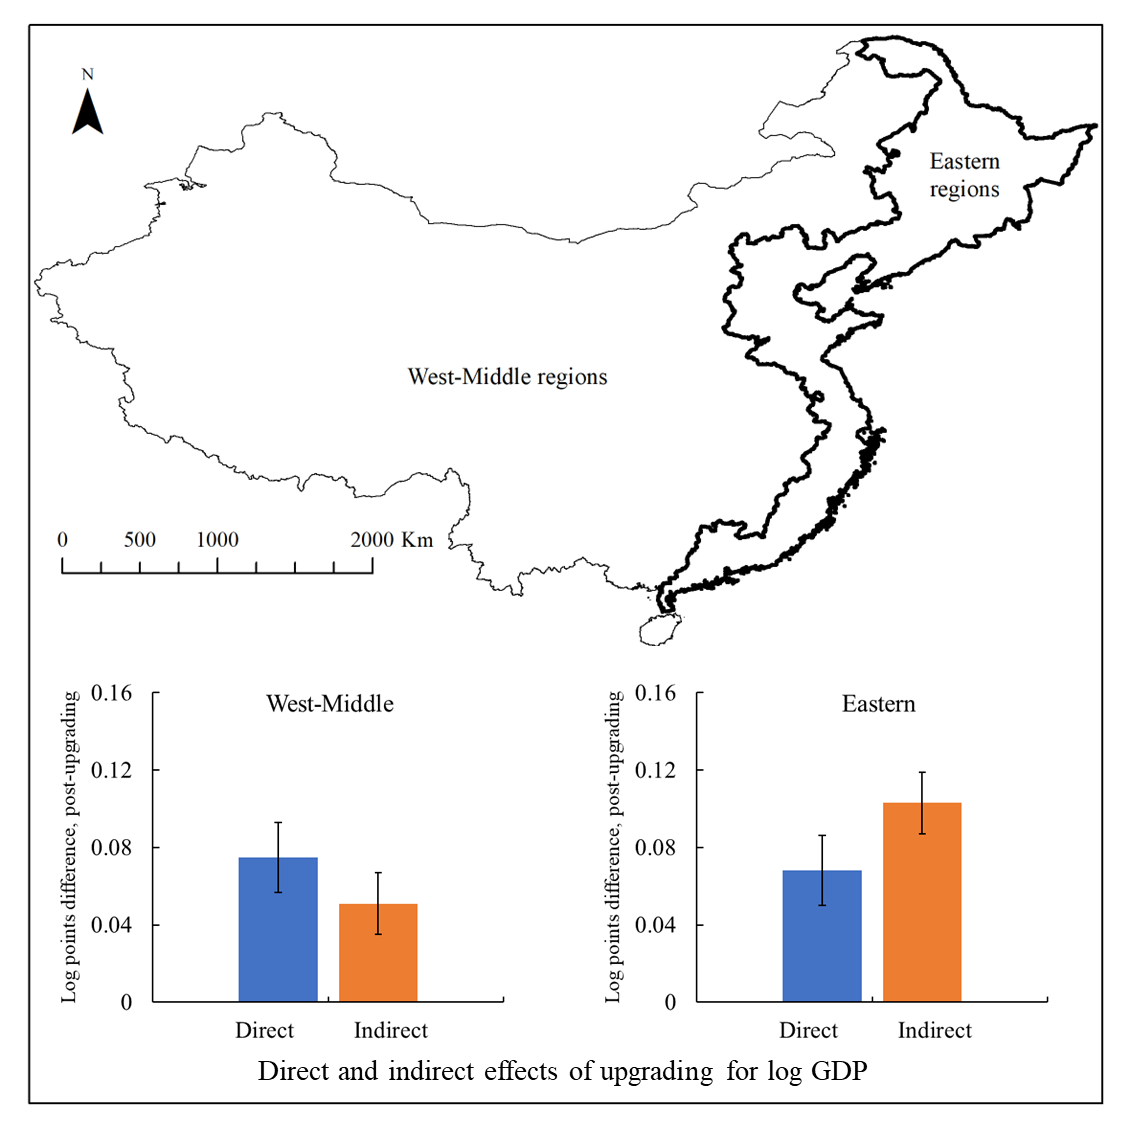 N
Eastern
regions
West-Middle regions
0 500 1000 2000 Km
Log points difference, post-upgrading
0.16
0.12
0.08
0.04
0
West-Middle
Direct Indirect
Log points difference, post-upgrading
0.16
0.12
0.08
0.04
0
Eastern
Direct Indirect
Direct and indirect effects of upgrading for log GDP